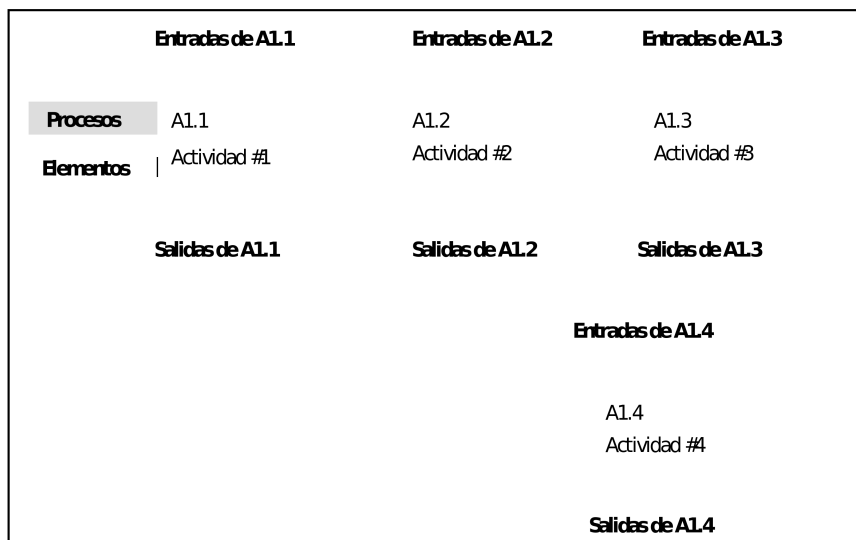 Entradas de A1.1 Entradas de A1.2 Entradas de A1.3
Procesos A1.1 A1.2 A1.3
Elementos Actividad #1 Actividad #2 Actividad #3
Salidas de A1.1 Salidas de A1.2 Salidas de A1.3
Entradas de A1.4
A1.4
Actividad #4
Salidas de A1.4